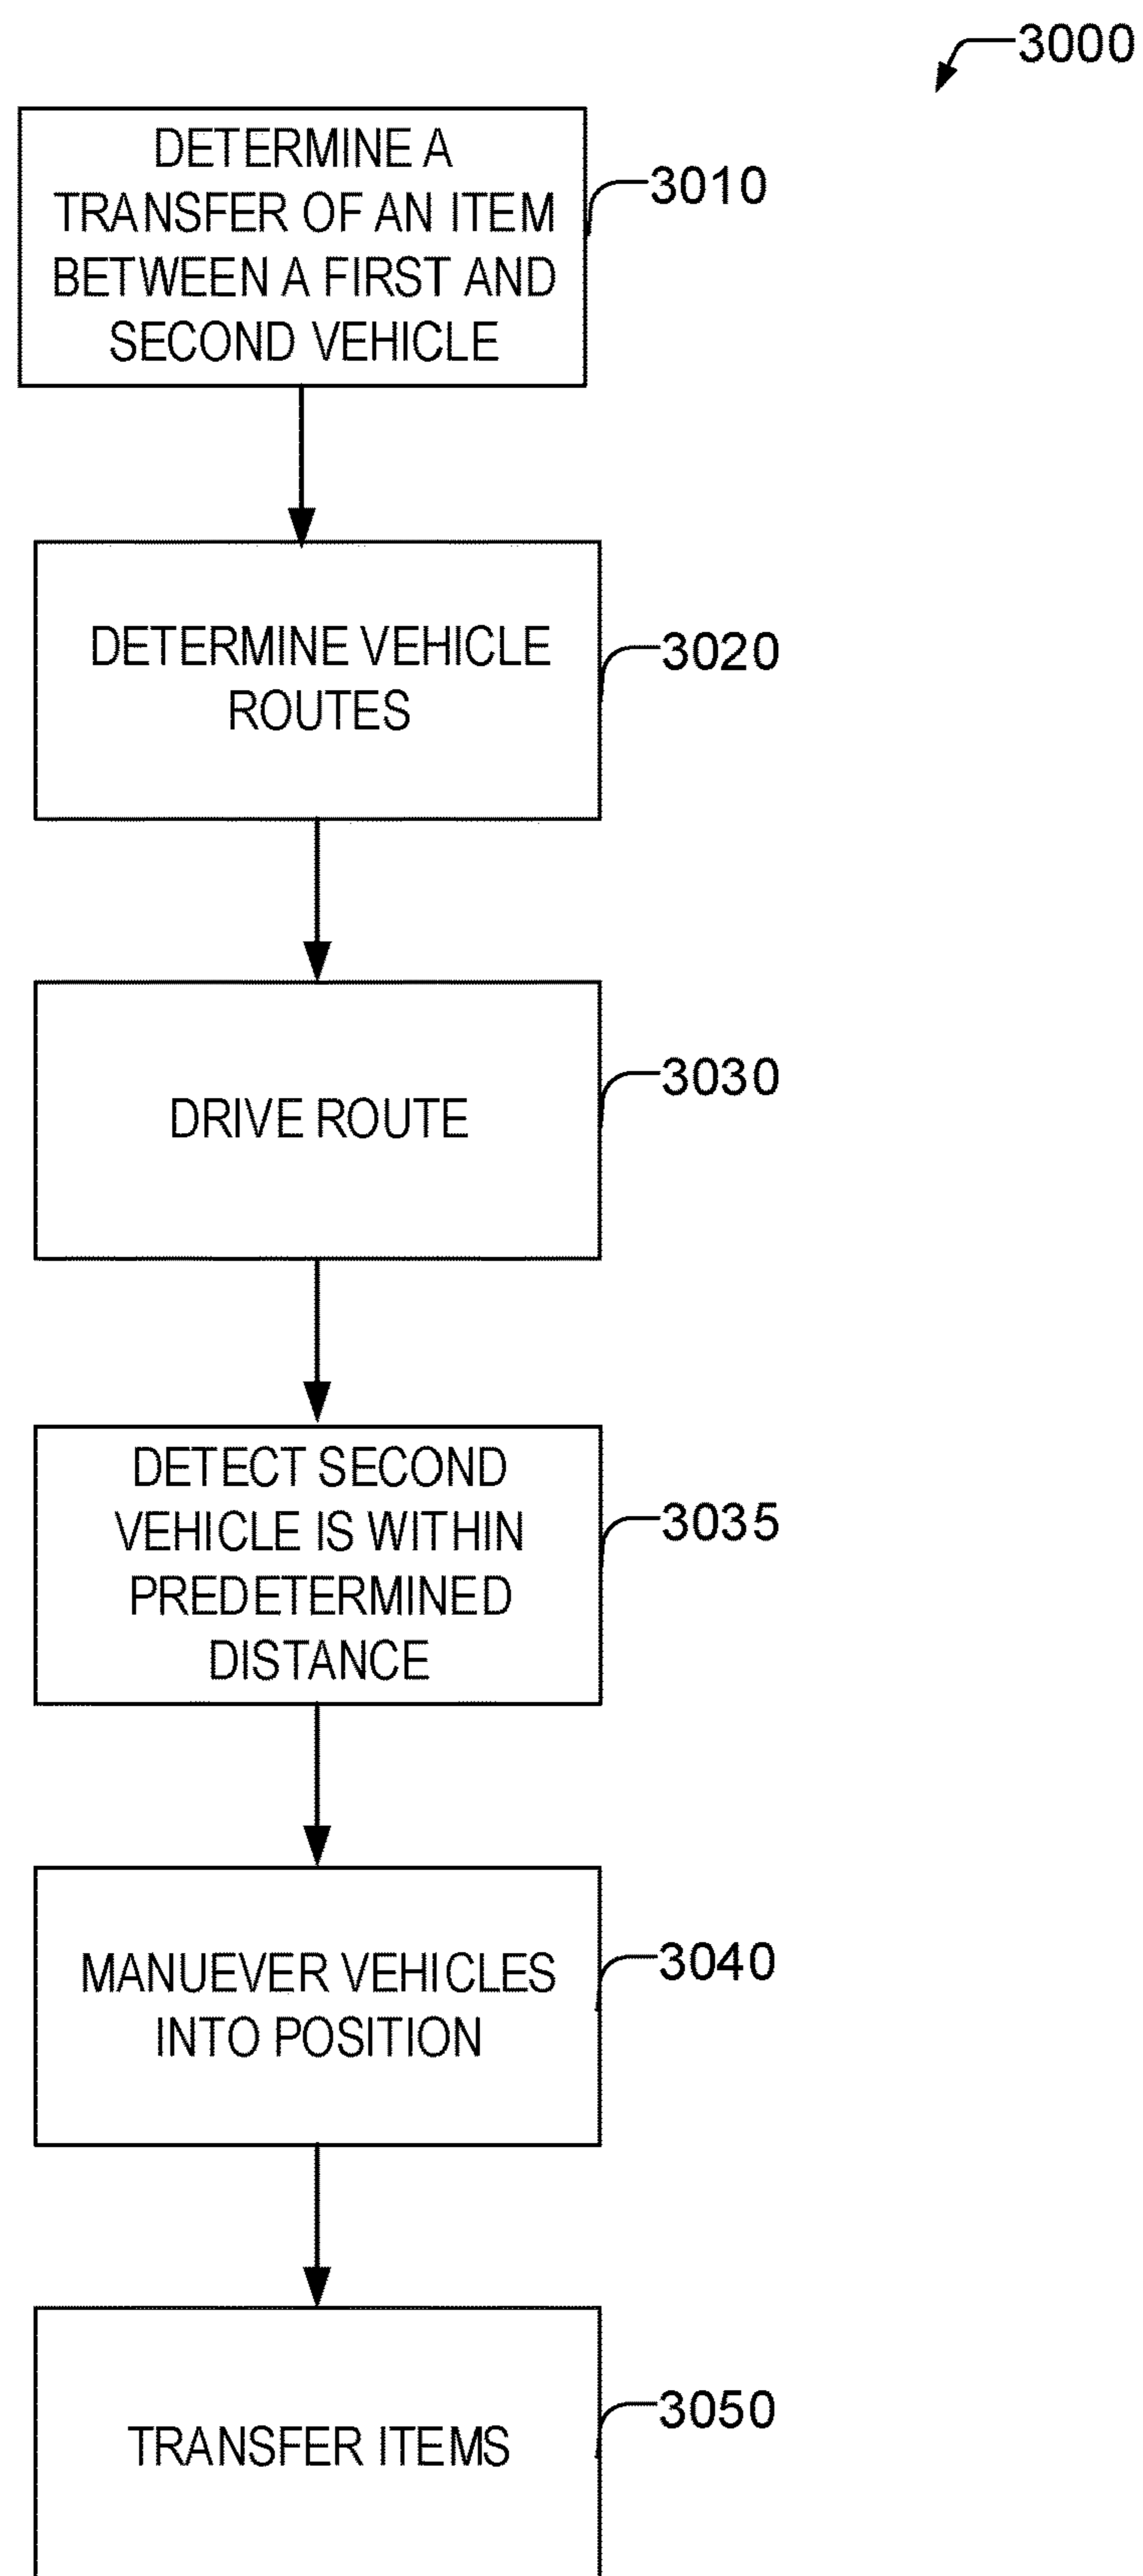 3000
DETERMINE A
TRANSFER OF AN ITEM
BETWEEN A FIRST AND
SECOND VEHICLE
3010
DETERMINE VEHICLE
ROUTES
3020
DRIVE ROUTE
3030
DETECT SECOND
VEHICLE IS WITHIN
PREDETERMINED
DISTANCE
3035
MANUEVER VEHICLES
INTO POSITION
3040
TRANSFER ITEMS
3050